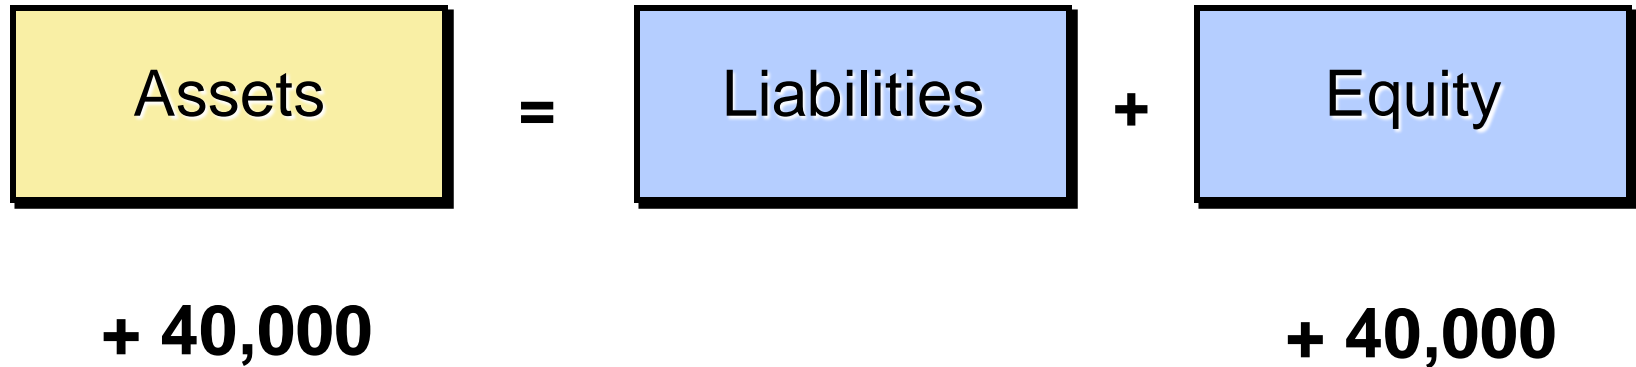 Assets = Liabilities + Equity
+ 40,000 + 40,000